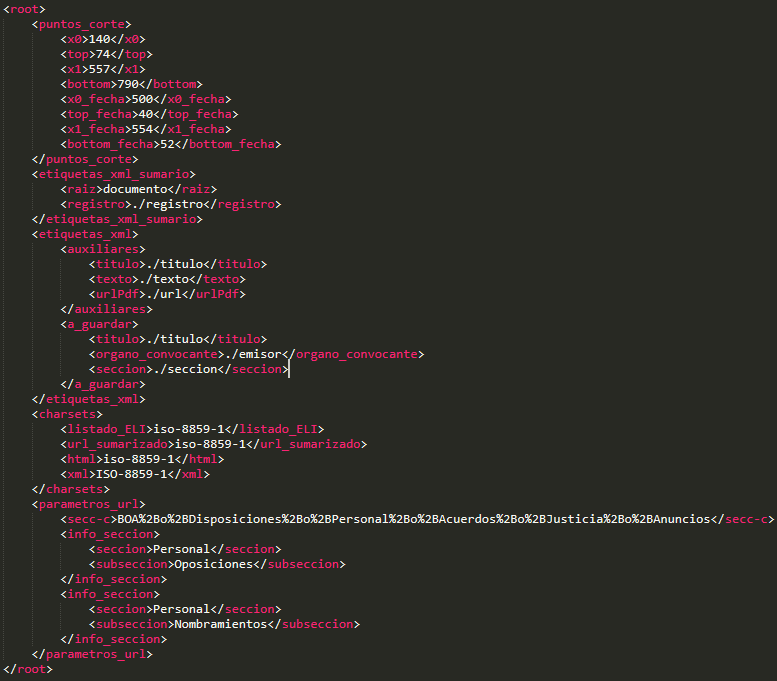 <root>
    <puntos_corte>
        <x0>140</x0>
        <top>74</top>
        <x1>557</x1>
        <bottom>790</bottom>
        <x0_fecha>500</x0_fecha>
        <top_fecha>40</top_fecha>
        <x1_fecha>554</x1_fecha>
        <bottom_fecha>52</bottom_fecha>
    </puntos_corte>
    <etiquetas_xml_sumario>
        <raiz>documento</raiz>
        <registro>./registro</registro>
    </etiquetas_xml_sumario>
    <etiquetas_xml>
        <auxiliares>
            <titulo>./titulo</titulo>
            <texto>./texto</texto>
            <urlPdf>./url</urlPdf>
        </auxiliares>
        <a_guardar>
            <titulo>./titulo</titulo>
            <organo_convocante>./emisor</organo_convocante>
            <seccion>./seccion</seccion>
        </a_guardar>
    </etiquetas_xml>
    <charsets>
        <listado_ELI>iso-8859-1</listado_ELI>
        <url_sumarizado>iso-8859-1</url_sumarizado>
        <html>iso-8859-1</html>
        <xml>ISO-8859-1</xml>
    </charsets>
    <parametros_url>
        <secc-c>BOA%2Bo%2BDisposiciones%2Bo%2BPersonal%2Bo%2BAcuerdos%2Bo%2BJusticia%2Bo%2BAnuncios</secc-c>
        <info_seccion>
            <seccion>Personal</seccion>
            <subseccion>Oposiciones</subseccion>
        </info_seccion>
        <info_seccion>
            <seccion>Personal</seccion>
            <subseccion>Nombramientos</subseccion>
        </info_seccion>
    </parametros_url>
</root>